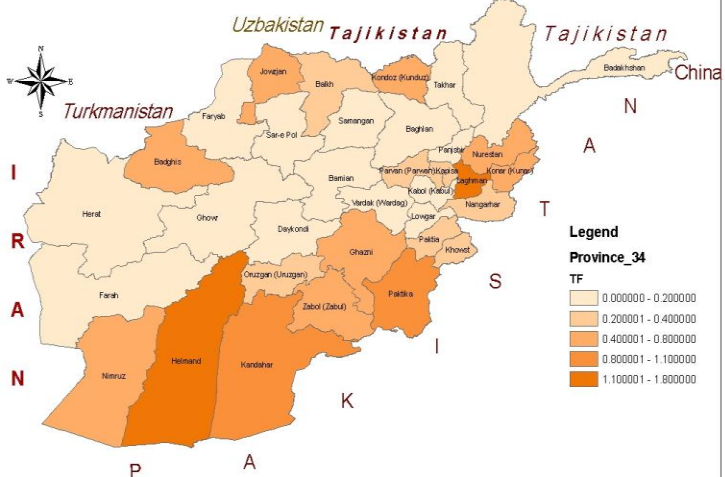 Uzbakistan
Tajikistan
Tajikistan
N
W
E
S
Turkmanistan
China
Badakhshan
Jowzjan
Balkh
Kondoz (Kunduz)
Takhar
Faryab
Sar-e Pol
Samangan
Baghlan
Panjshir
Nurestan
Badghis
Bamian
Parvan (Parwan)
Kapisa
Laghman
Konar (Kunar)
Kabol (Kabul)
Nangarhar
Herat
Ghowr
Vardak (Wardag)
Lowgar
Daykondi
Paktia
Khowst
Ghazni
Oruzgan (Uruzgan)
Farah
Zabol (Zabul)
Paktika
Nimruz
Helmand
Kandahar
I
R
A
N
P
A
K
I
S
T
A
N
Legend
Province_34
TF
0.000000 - 0.200000
0.200001 - 0.400000
0.400001 - 0.800000
0.800001 - 1.100000
1.100001 - 1.800000